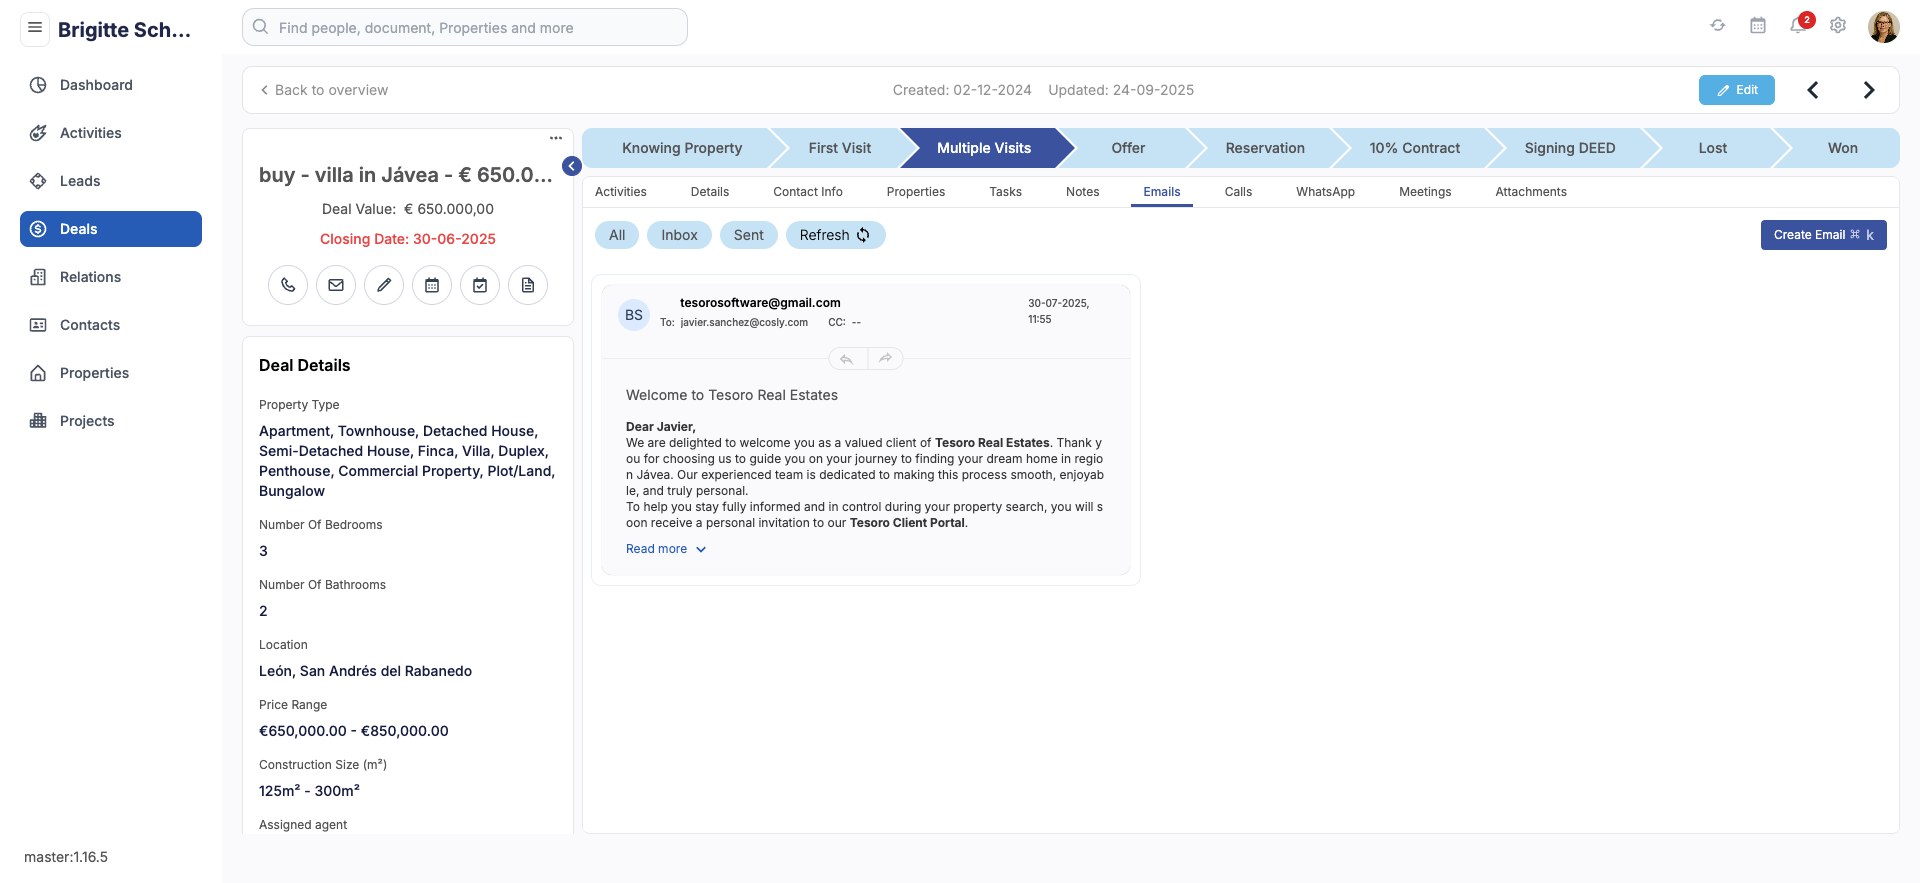 Brigitte Sch...
Find people, document, Properties and more
2
Dashboard
Activities
Leads
Deals
Relations
Contacts
Properties
Projects
master:1.16.5
Back to overview
Created: 02-12-2024 Updated: 24-09-2025
Edit
buy - villa in Jávea - € 650.0...
Deal Value: € 650.000,00
Closing Date: 30-06-2025
Deal Details
Property Type
Apartment, Townhouse, Detached House,
Semi-Detached House, Finca, Villa, Duplex,
Penthouse, Commercial Property, Plot/Land,
Bungalow
Number Of Bedrooms
3
Number Of Bathrooms
2
Location
León, San Andrés del Rabanedo
Price Range
€650,000.00 - €850,000.00
Construction Size (m²)
125m² - 300m²
Assigned agent
Knowing Property First Visit Multiple Visits Offer Reservation 10% Contract Signing DEED Lost Won
Activities Details Contact Info Properties Tasks Notes Emails Calls WhatsApp Meetings Attachments
All Inbox Sent Refresh
Create Email ⌘ k
BS
tesorosoftware@gmail.com
To: javier.sanchez@cosly.com CC: --
30-07-2025,
11:55
Welcome to Tesoro Real Estates
Dear Javier,
We are delighted to welcome you as a valued client of Tesoro Real Estates. Thank y
ou for choosing us to guide you on your journey to finding your dream home in regio
n Jávea. Our experienced team is dedicated to making this process smooth, enjoyab
le, and truly personal.
To help you stay fully informed and in control during your property search, you will s
oon receive a personal invitation to our Tesoro Client Portal.
Read more